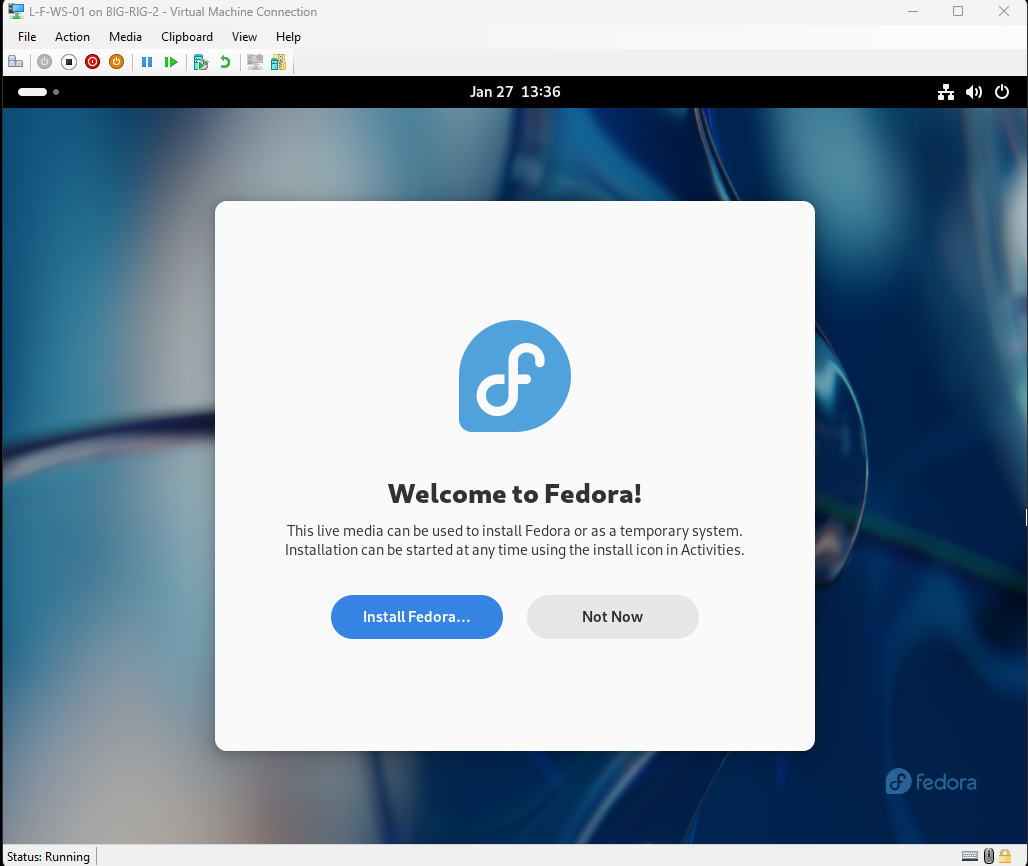 L-F-WS-01 on BIG-RIG-2 - Virtual Machine Connection
File Action Media Clipboard View Help
Jan 27 13:36
Welcome to Fedora!
This live media can be used to install Fedora or as a temporary system.
Installation can be started at any time using the install icon in Activities.
Install Fedora... Not Now
fedora
Status: Running